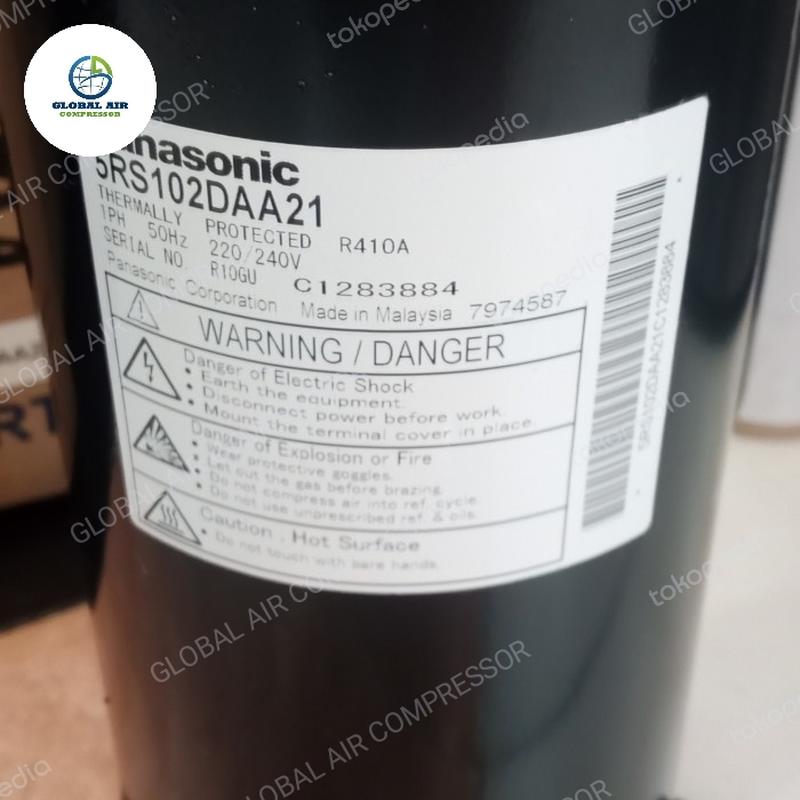 GLOBAL AIR
COMPRESSOR
Panasonic
5RS102DAA21
THERMALLY PROTECTED R410A
1PH 50Hz 220/240V
SERIAL NO. R10GU C1283884
Panasonic Corporation Made in Malaysia 7974587
WARNING / DANGER
Danger of Electric Shock
• Earth the equipment.
• Disconnect power before work.
• Mount the terminal cover in place.
Danger of Explosion or Fire
• Wear protective goggles.
• Let out the gas before brazing.
• Do not compress air into ref. cycle.
• Do not use unprescribed ref. & oils.
Caution, Hot Surface
• Do not touch with bare hands.
5RS102DAA21C1283884
tokopedia
GLOBAL AIR COMPRESSOR